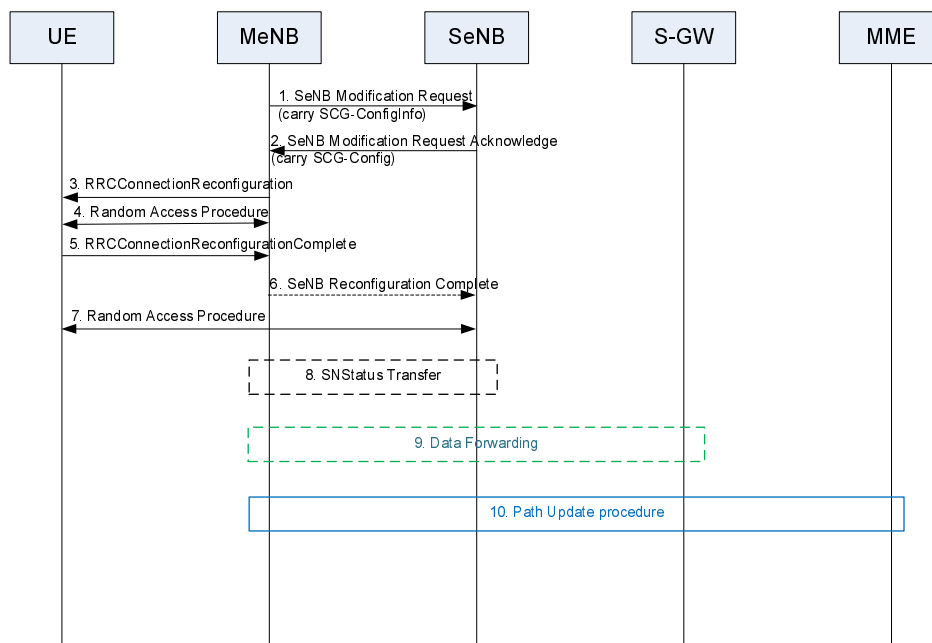 UE
MeNB
SeNB
S-GW
MME
1. SeNB Modification Request
(carry SCG-ConfigInfo)
2. SeNB Modification Request Acknowledge
(carry SCG-Config)
3. RRCConnectionReconfiguration
4. Random Access Procedure
5. RRCConnectionReconfigurationComplete
6. SeNB Reconfiguration Complete
7. Random Access Procedure
8. SNStatus Transfer
9. Data Forwarding
10. Path Update procedure